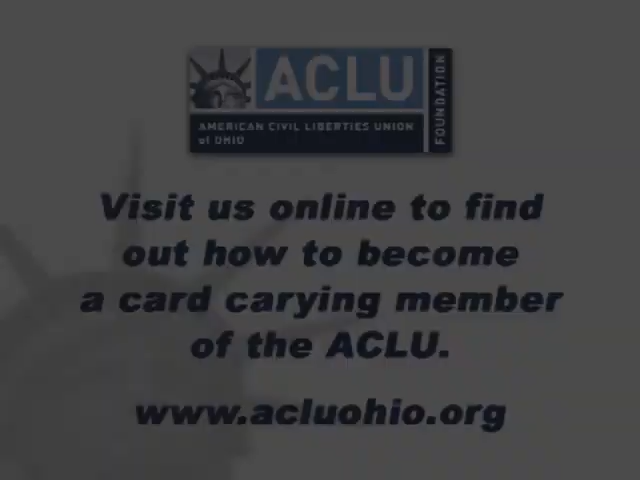 ACLU
FOUNDATION
AMERICAN CIVIL LIBERTIES UNION
of OHIO
Visit us online to find
out how to become
a card carying member
of the ACLU.
www.acluohio.org